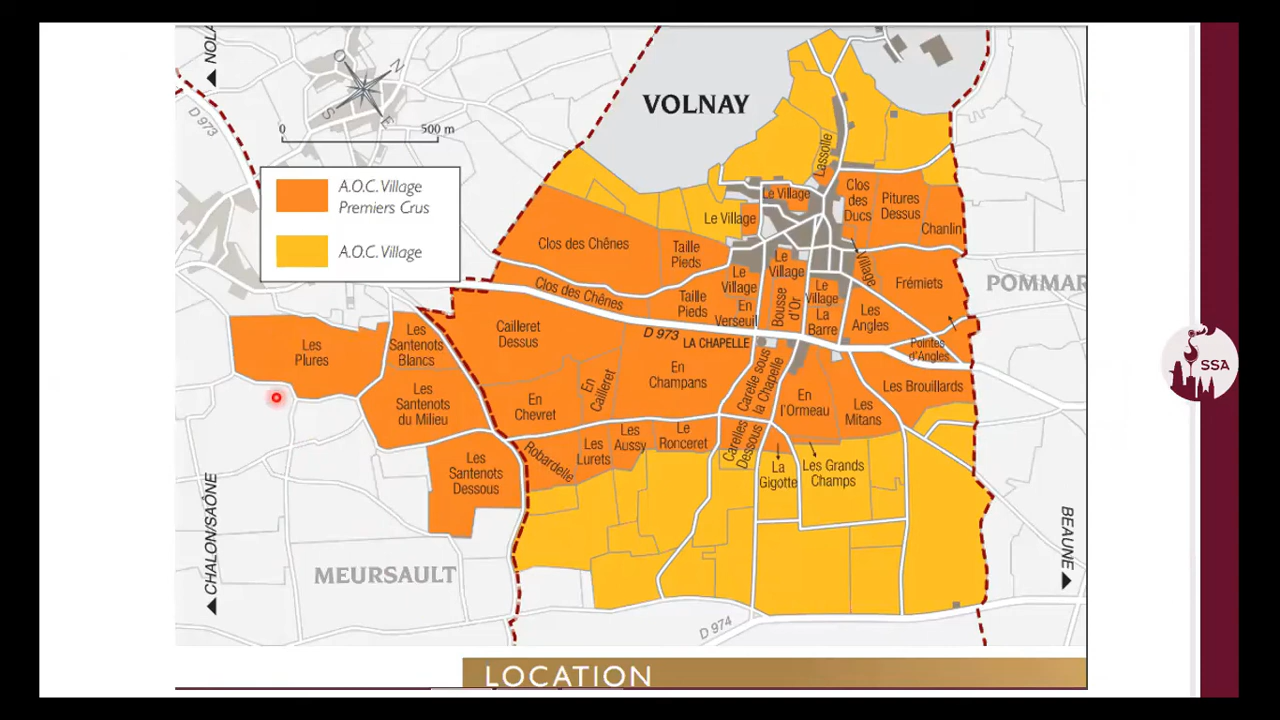 NOLA
D 973
O
N
S
E
0
500 m
A.O.C. Village
Premiers Crus
A.O.C. Village
VOLNAY
Lassolle
Le Village
Le Village
Clos
des
Ducs
Pitures
Dessus
Chanlin
Clos des Chênes
Taille
Pieds
Le
Village
Le
Village
Village
Frémiets
POMMAR
Clos des Chênes
Taille
Pieds
En
Verseuil
Bousse
d'Or
Le
Village
La
Barre
Les
Angles
Pointes
d'Angles
D 973
LA CHAPELLE
Les
Plures
Les
Santenots
Blancs
Cailleret
Dessus
Les
Santenots
du Milieu
En
Chevret
En
Cailleret
En
Champans
Carelle sous
la Chapelle
En
l'Ormeau
Les
Mitans
Les Brouillards
Robardelle
Les
Lurets
Les
Aussy
Le
Ronceret
Carelles
Dessous
La
Gigotte
Les Grands
Champs
Les
Santenots
Dessous
CHALON/SAÔNE
MEURSAULT
BEAUNE
D 974
SSA
LOCATION